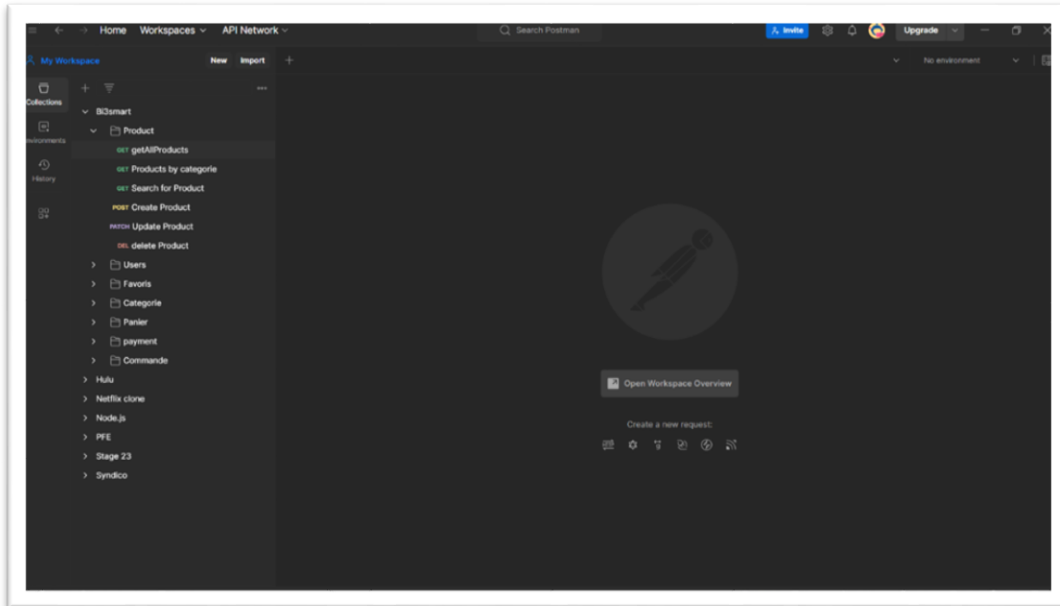 Home Workspaces API Network Search Postman Invite Upgrade
My Workspace New Import No environment
Collections
Bi3smart
nvironments
Product
GET getAllProducts
History
GET Products by categorie
GET Search for Product
POST Create Product
PATCH Update Product
DEL delete Product
Users
Favoris
Categorie
Panier
payment
Commande
Hulu
Netflix clone
Node.js
PFE
Stage 23
Syndico
Open Workspace Overview
Create a new request: